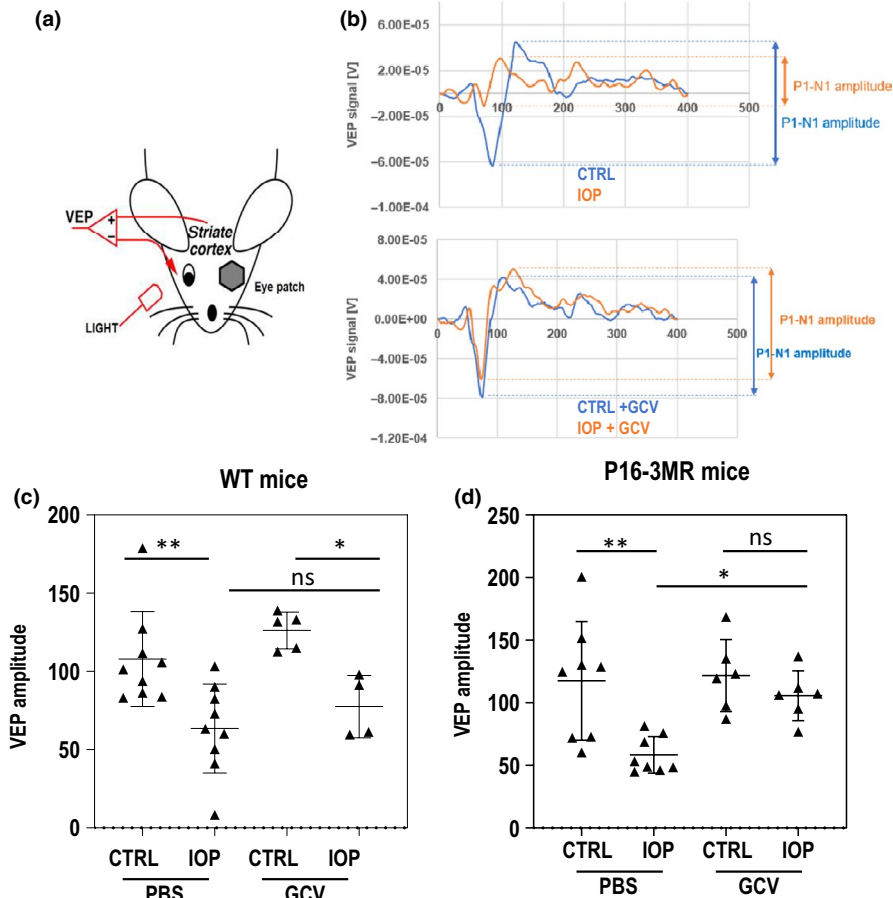 (a)
VEP
+
−
Striate
cortex
Eye patch
LIGHT
(b)
VEP signal [V]
6.00E-05
2.00E-05
−2.00E-05
−6.00E-05
−1.00E-04
0 100 200 300 400 500
P1-N1 amplitude
P1-N1 amplitude
CTRL
IOP
VEP signal [V]
8.00E-05
4.00E-05
0.00E+00
−4.00E-05
−8.00E-05
−1.20E-04
0 100 200 300 400 500
P1-N1 amplitude
P1-N1 amplitude
CTRL +GCV
IOP + GCV
(c)
WT mice
VEP amplitude
200
150
100
50
0
** *
ns
CTRL IOP CTRL IOP
PBS GCV
(d)
P16-3MR mice
VEP amplitude
250
200
150
100
50
0
** ns
*
CTRL IOP CTRL IOP
PBS GCV